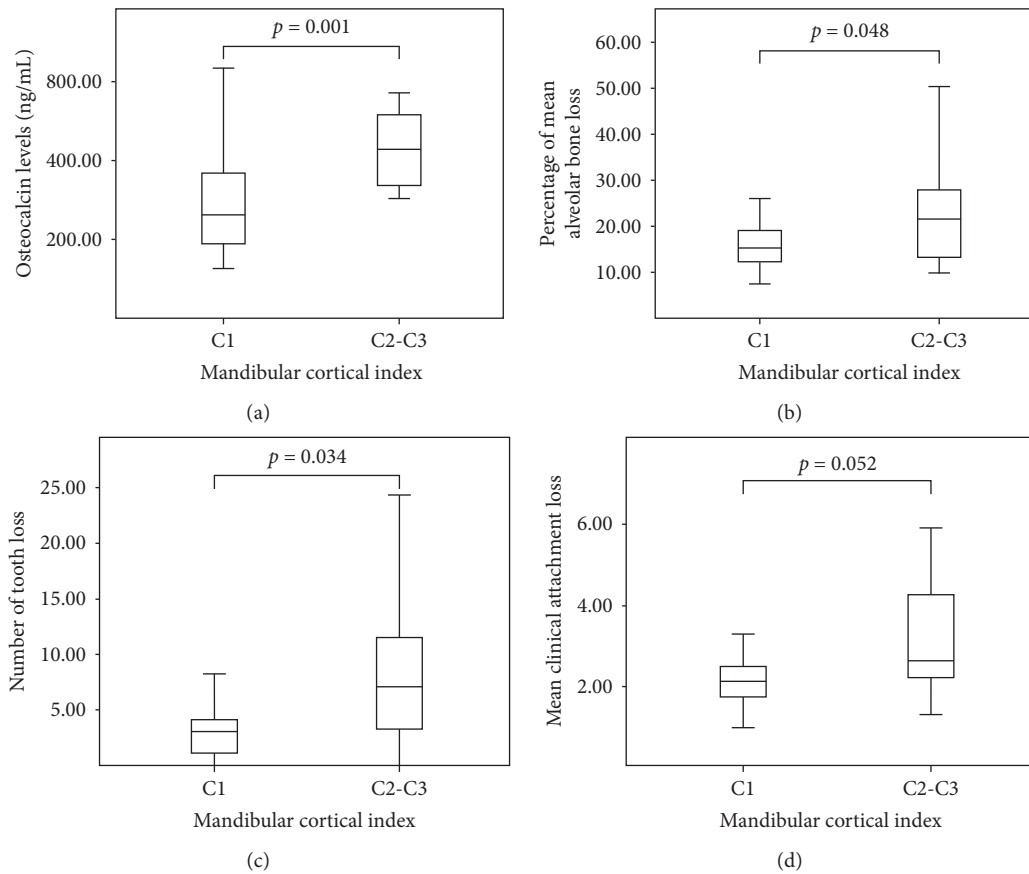 p = 0.001
Osteocalcin levels (ng/mL)
800.00
400.00
200.00
C1
C2-C3
Mandibular cortical index
(a)
p = 0.048
Percentage of mean
alveolar bone loss
60.00
50.00
40.00
30.00
20.00
10.00
C1
C2-C3
Mandibular cortical index
(b)
p = 0.034
Number of tooth loss
25.00
20.00
15.00
10.00
5.00
C1
C2-C3
Mandibular cortical index
(c)
p = 0.052
Mean clinical attachment loss
6.00
4.00
2.00
C1
C2-C3
Mandibular cortical index
(d)